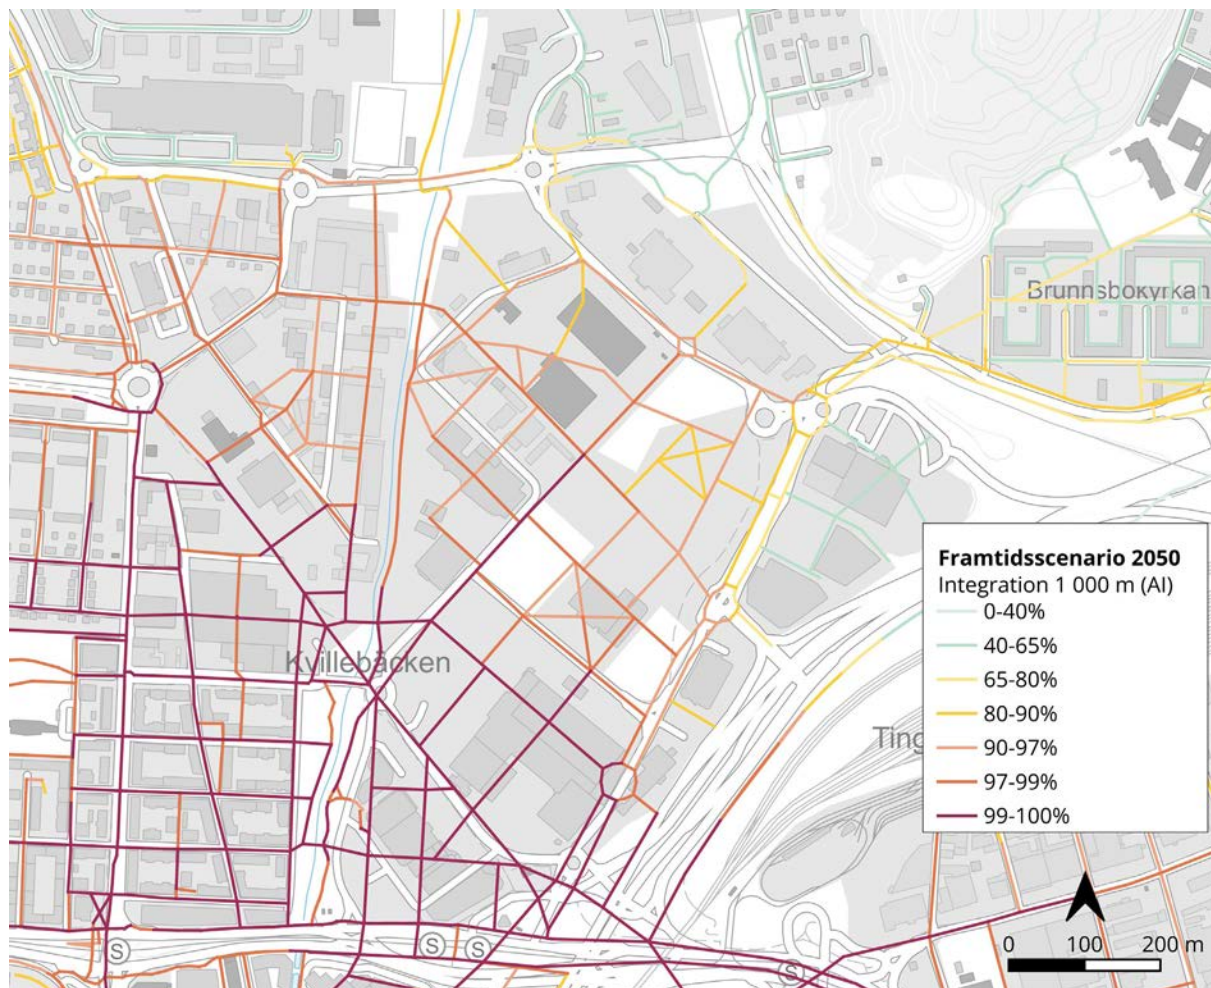 Brunnsbokyrkan
Framtidsscenario 2050
Integration 1 000 m (AI)
0-40%
40-65%
65-80%
80-90%
90-97%
97-99%
99-100%
Kvillebäcken
Ting
S
S
S
S
0 100 200 m